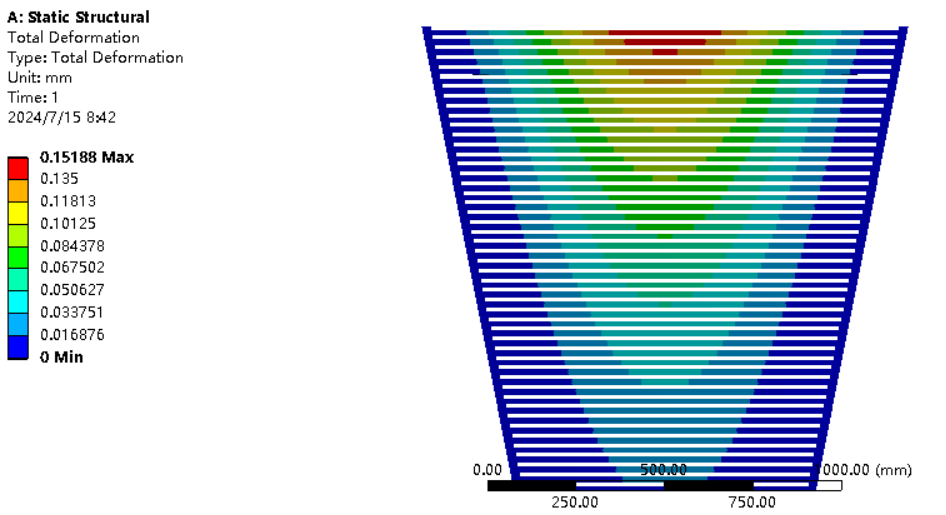 A: Static Structural
Total Deformation
Type: Total Deformation
Unit: mm
Time: 1
2024/7/15 8:42
0.15188 Max
0.135
0.11813
0.10125
0.084378
0.067502
0.050627
0.033751
0.016876
0 Min
0.00 500.00 1000.00 (mm)
250.00 750.00